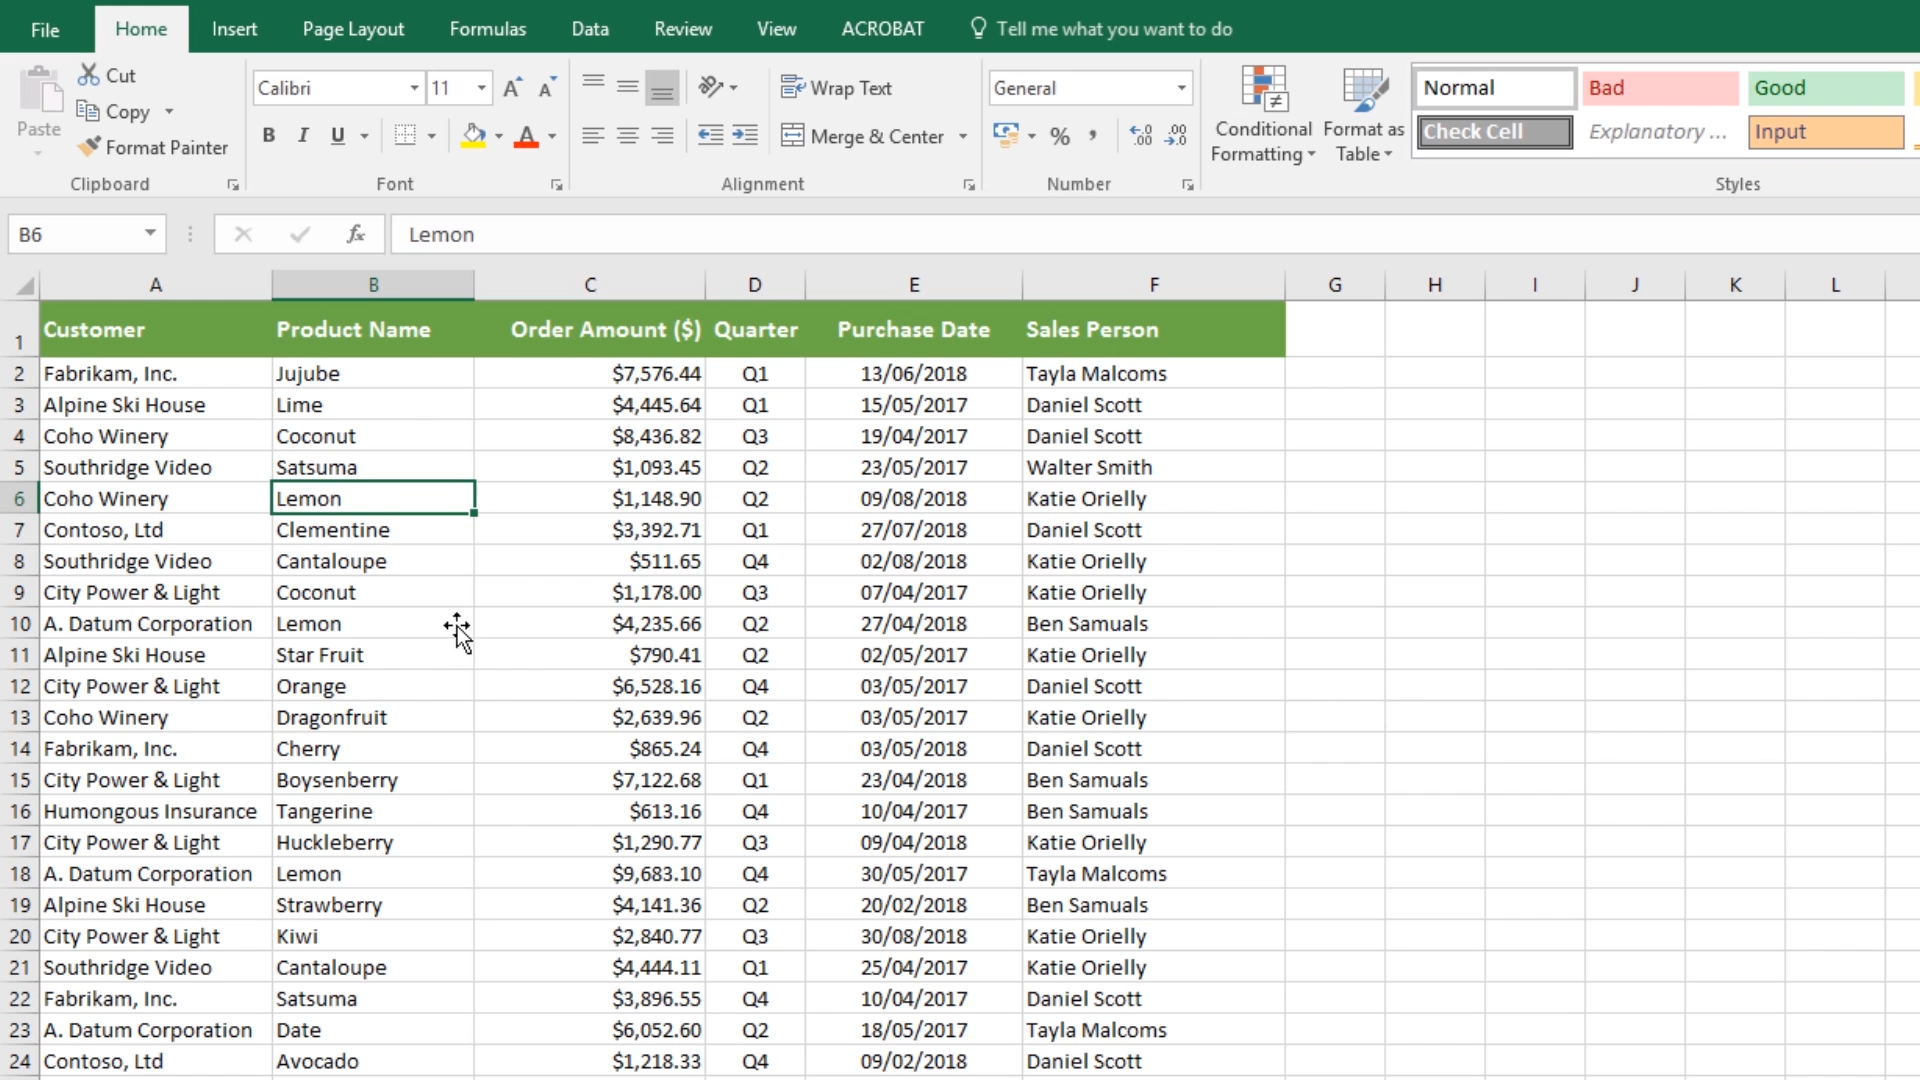 File Home Insert Page Layout Formulas Data Review View ACROBAT Tell me what you want to do
Paste
Cut
Copy
Format Painter
Clipboard
Calibri 11
B I U
Font
Wrap Text
Merge & Center
Alignment
General
Number
Conditional Formatting
Format as Table
Normal Bad Good
Check Cell Explanatory ... Input
Styles
B6 fx Lemon
A B C D E F G H I J K L
1 Customer Product Name Order Amount ($) Quarter Purchase Date Sales Person
2 Fabrikam, Inc. Jujube $7,576.44 Q1 13/06/2018 Tayla Malcoms
3 Alpine Ski House Lime $4,445.64 Q1 15/05/2017 Daniel Scott
4 Coho Winery Coconut $8,436.82 Q3 19/04/2017 Daniel Scott
5 Southridge Video Satsuma $1,093.45 Q2 23/05/2017 Walter Smith
6 Coho Winery Lemon $1,148.90 Q2 09/08/2018 Katie Orielly
7 Contoso, Ltd Clementine $3,392.71 Q1 27/07/2018 Daniel Scott
8 Southridge Video Cantaloupe $511.65 Q4 02/08/2018 Katie Orielly
9 City Power & Light Coconut $1,178.00 Q3 07/04/2017 Katie Orielly
10 A. Datum Corporation Lemon $4,235.66 Q2 27/04/2018 Ben Samuals
11 Alpine Ski House Star Fruit $790.41 Q2 02/05/2017 Katie Orielly
12 City Power & Light Orange $6,528.16 Q4 03/05/2017 Daniel Scott
13 Coho Winery Dragonfruit $2,639.96 Q2 03/05/2017 Katie Orielly
14 Fabrikam, Inc. Cherry $865.24 Q4 03/05/2018 Daniel Scott
15 City Power & Light Boysenberry $7,122.68 Q1 23/04/2018 Ben Samuals
16 Humongous Insurance Tangerine $613.16 Q4 10/04/2017 Ben Samuals
17 City Power & Light Huckleberry $1,290.77 Q3 09/04/2018 Katie Orielly
18 A. Datum Corporation Lemon $9,683.10 Q4 30/05/2017 Tayla Malcoms
19 Alpine Ski House Strawberry $4,141.36 Q2 20/02/2018 Ben Samuals
20 City Power & Light Kiwi $2,840.77 Q3 30/08/2018 Katie Orielly
21 Southridge Video Cantaloupe $4,444.11 Q1 25/04/2017 Katie Orielly
22 Fabrikam, Inc. Satsuma $3,896.55 Q4 10/04/2017 Daniel Scott
23 A. Datum Corporation Date $6,052.60 Q2 18/05/2017 Tayla Malcoms
24 Contoso, Ltd Avocado $1,218.33 Q4 09/02/2018 Daniel Scott